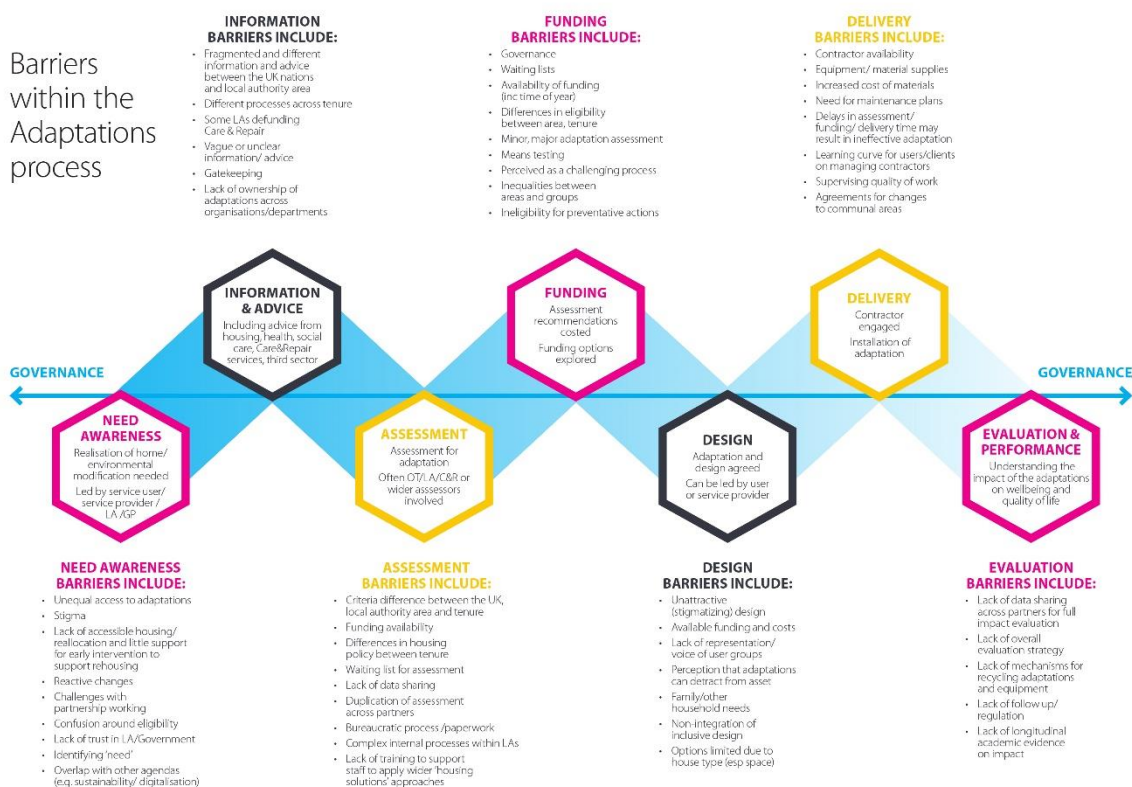 Barriers
within the
Adaptations
process
INFORMATION
BARRIERS INCLUDE:
• Fragmented and different
information and advice
between the UK nations
and local authority area
• Different processes across tenure
• Some LAs defunding
Care & Repair
• Vague or unclear
information/ advice
• Gatekeeping
• Lack of ownership of
adaptations across
organisations/departments
FUNDING
BARRIERS INCLUDE:
• Governance
• Waiting lists
• Availability of funding
(inc time of year)
• Differences in eligibility
between area, tenure
• Minor, major adaptation assessment
• Means testing
• Perceived as a challenging process
• Inequalities between
areas and groups
• Ineligibility for preventative actions
DELIVERY
BARRIERS INCLUDE:
• Contractor availability
• Equipment/ material supplies
• Increased cost of materials
• Need for maintenance plans
• Delays in assessment/
funding/ delivery time may
result in ineffective adaptation
• Learning curve for users/clients
on managing contractors
• Supervising quality of work
• Agreements for changes
to communal areas
INFORMATION
& ADVICE
Including advice from
housing, health, social
care, Care&Repair
services, third sector
FUNDING
Assessment
recommendations
costed
Funding options
explored
DELIVERY
Contractor
engaged
Installation of
adaptation
GOVERNANCE
GOVERNANCE
NEED
AWARENESS
Realisation of home/
environmental
modification needed
Led by service user/
service provider /
LA /GP
ASSESSMENT
Assessment for
adaptation
Often OT/LA/C&R or
wider asssessors
involved
DESIGN
Adaptation and
design agreed
Can be led by user
or service provider
EVALUATION &
PERFORMANCE
Understanding the
impact of the adaptations
on wellbeing and
quality of life
NEED AWARENESS
BARRIERS INCLUDE:
• Unequal access to adaptations
• Stigma
• Lack of accessible housing/
reallocation and little support
for early intervention to
support rehousing
• Reactive changes
• Challenges with
partnership working
• Confusion around eligibility
• Lack of trust in LA/Government
• Identifying ‘need’
• Overlap with other agendas
(e.g. sustainability/ digitalisation)
ASSESSMENT
BARRIERS INCLUDE:
• Criteria difference between the UK,
local authority area and tenure
• Funding availability
• Differences in housing
policy between tenure
• Waiting list for assessment
• Lack of data sharing
• Duplication of assessment
across partners
• Bureaucratic process /paperwork
• Complex internal processes within LAs
• Lack of training to support
staff to apply wider ‘housing
solutions’ approaches
DESIGN
BARRIERS INCLUDE:
• Unattractive
(stigmatizing) design
• Available funding and costs
• Lack of representation/
voice of user groups
• Perception that adaptations
can detract from asset
• Family/other
household needs
• Non-integration of
inclusive design
• Options limited due to
house type (esp space)
EVALUATION
BARRIERS INCLUDE:
• Lack of data sharing
across partners for full
impact evaluation
• Lack of overall
evaluation strategy
• Lack of mechanisms for
recycling adaptations
and equipment
• Lack of follow up/
regulation
• Lack of longitudinal
academic evidence
on impact